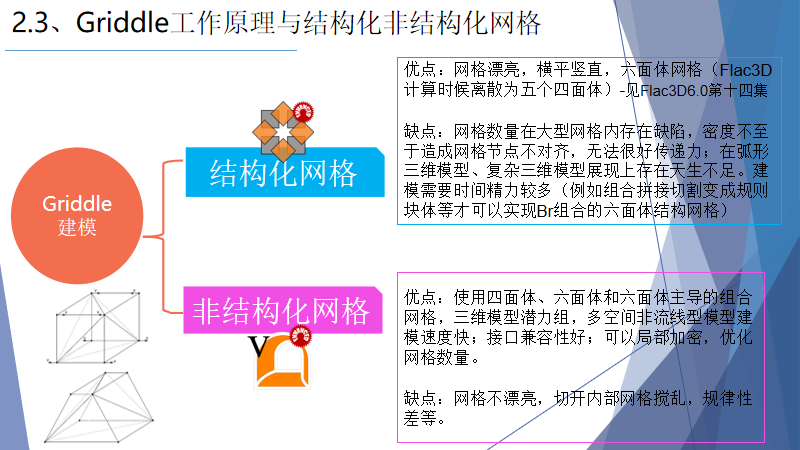 2.3、Griddle工作原理与结构化非结构化网格
优点：网格漂亮，横平竖直，六面体网格（Flac3D
计算时候离散为五个四面体）-见Flac3D6.0第十四集
缺点：网格数量在大型网格内存在缺陷，密度不至
于造成网格节点不对齐，无法很好传递力；在弧形
三维模型、复杂三维模型展现上存在天生不足。建
模需要时间精力较多（例如组合拼接切割变成规则
块体等才可以实现Br组合的六面体结构网格）
结构化网格
Griddle
建模
非结构化网格
V
优点：使用四面体、六面体和六面体主导的组合
网格，三维模型潜力组，多空间非流线型模型建
模速度快；接口兼容性好；可以局部加密，优化
网格数量。
缺点：网格不漂亮，切开内部网格搅乱，规律性
差等。